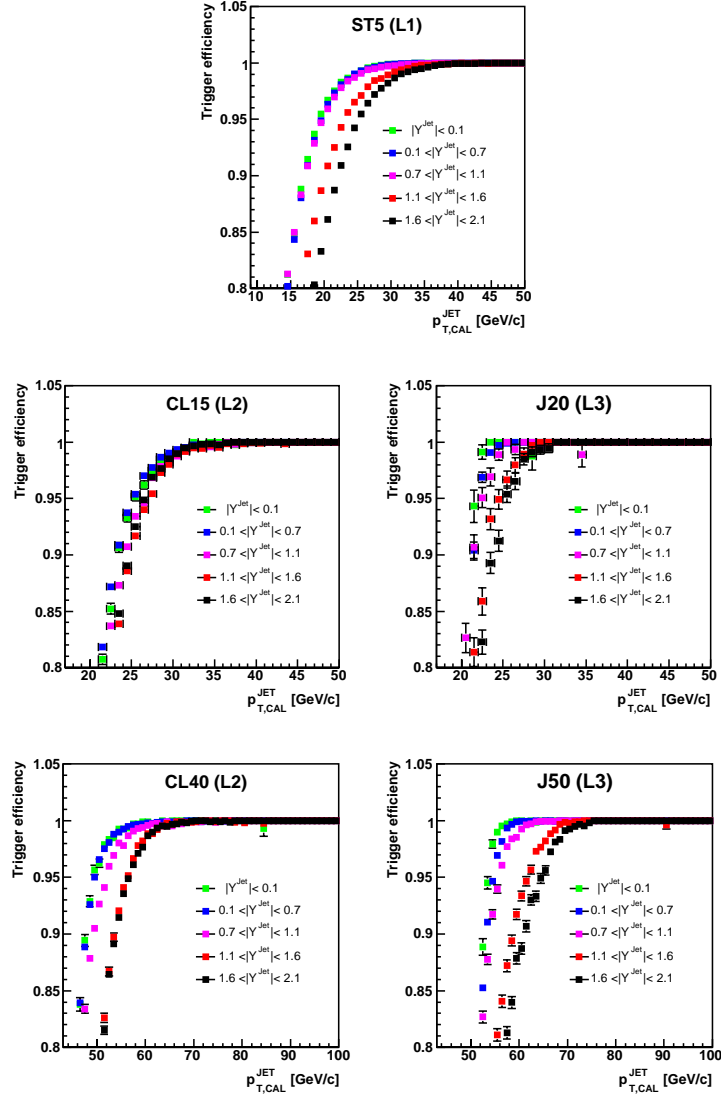 ST5 (L1)
Trigger efficiency
1.05
1
0.95
0.9
0.85
0.8
|Y^Jet|< 0.1
0.1 <|Y^Jet|< 0.7
0.7 <|Y^Jet|< 1.1
1.1 <|Y^Jet|< 1.6
1.6 <|Y^Jet|< 2.1
10 15 20 25 30 35 40 45 50
p_T,CAL^JET [GeV/c]
CL15 (L2)
Trigger efficiency
1.05
1
0.95
0.9
0.85
0.8
|Y^Jet|< 0.1
0.1 <|Y^Jet|< 0.7
0.7 <|Y^Jet|< 1.1
1.1 <|Y^Jet|< 1.6
1.6 <|Y^Jet|< 2.1
20 25 30 35 40 45 50
p_T,CAL^JET [GeV/c]
J20 (L3)
Trigger efficiency
1.05
1
0.95
0.9
0.85
0.8
|Y^Jet|< 0.1
0.1 <|Y^Jet|< 0.7
0.7 <|Y^Jet|< 1.1
1.1 <|Y^Jet|< 1.6
1.6 <|Y^Jet|< 2.1
20 25 30 35 40 45 50
p_T,CAL^JET [GeV/c]
CL40 (L2)
Trigger efficiency
1.05
1
0.95
0.9
0.85
0.8
|Y^Jet|< 0.1
0.1 <|Y^Jet|< 0.7
0.7 <|Y^Jet|< 1.1
1.1 <|Y^Jet|< 1.6
1.6 <|Y^Jet|< 2.1
50 60 70 80 90 100
p_T,CAL^JET [GeV/c]
J50 (L3)
Trigger efficiency
1.05
1
0.95
0.9
0.85
0.8
|Y^Jet|< 0.1
0.1 <|Y^Jet|< 0.7
0.7 <|Y^Jet|< 1.1
1.1 <|Y^Jet|< 1.6
1.6 <|Y^Jet|< 2.1
50 60 70 80 90 100
p_T,CAL^JET [GeV/c]